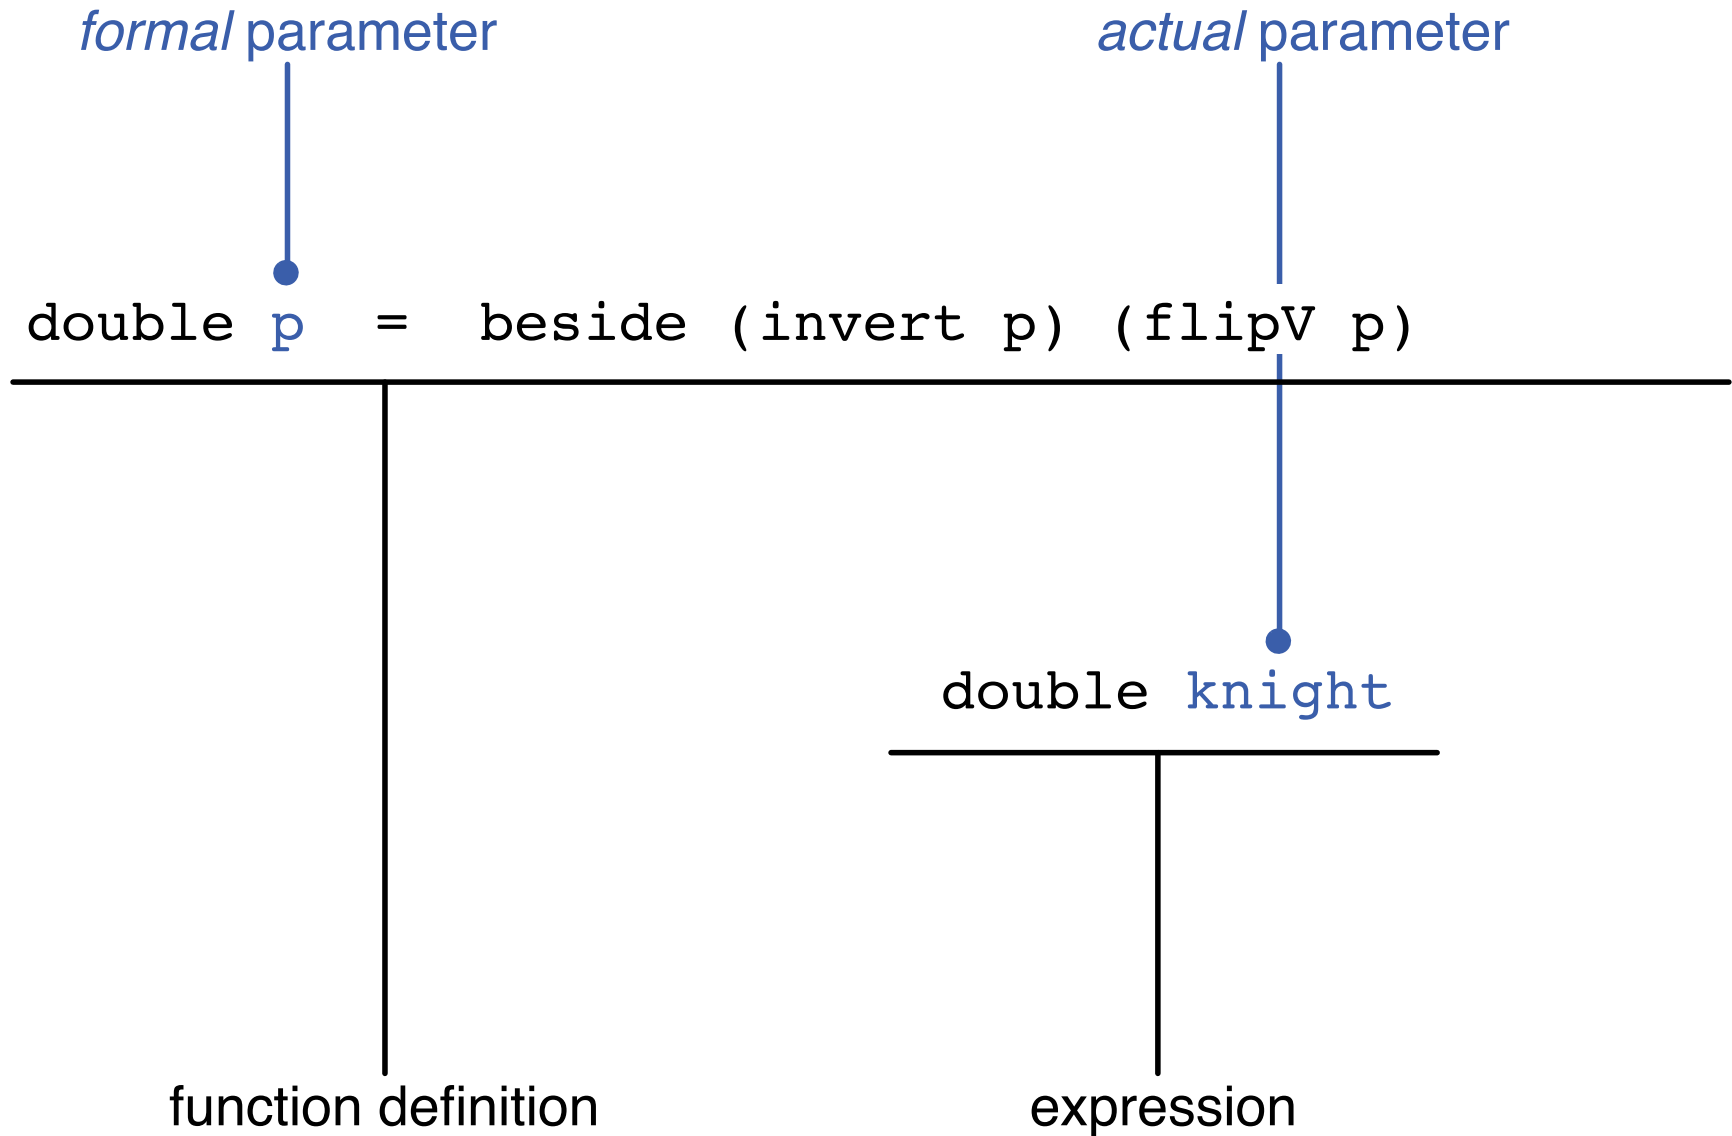 formal parameter
actual parameter
double p = beside (invert p) (flipV p)
double knight
function definition
expression